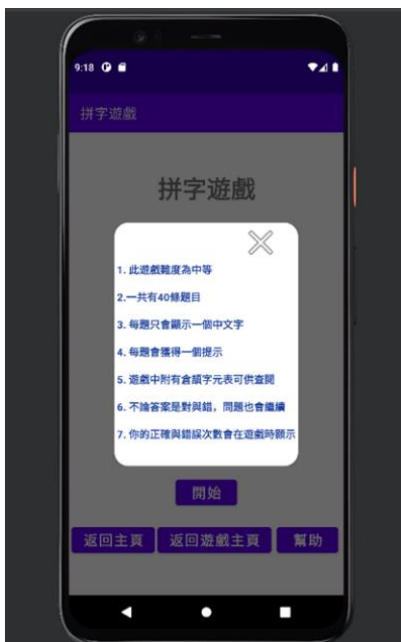 9:18
拼字遊戲
拼字遊戲
1. 此遊戲難度為中等
2.一共有40條題目
3. 每題只會顯示一個中文字
4. 每題會獲得一個提示
5. 遊戲中附有倉頡字元表可供查閱
6. 不論答案是對與錯，問題也會繼續
7. 你的正確與錯誤次數會在遊戲時顯示
開始
返回主頁 返回遊戲主頁 幫助